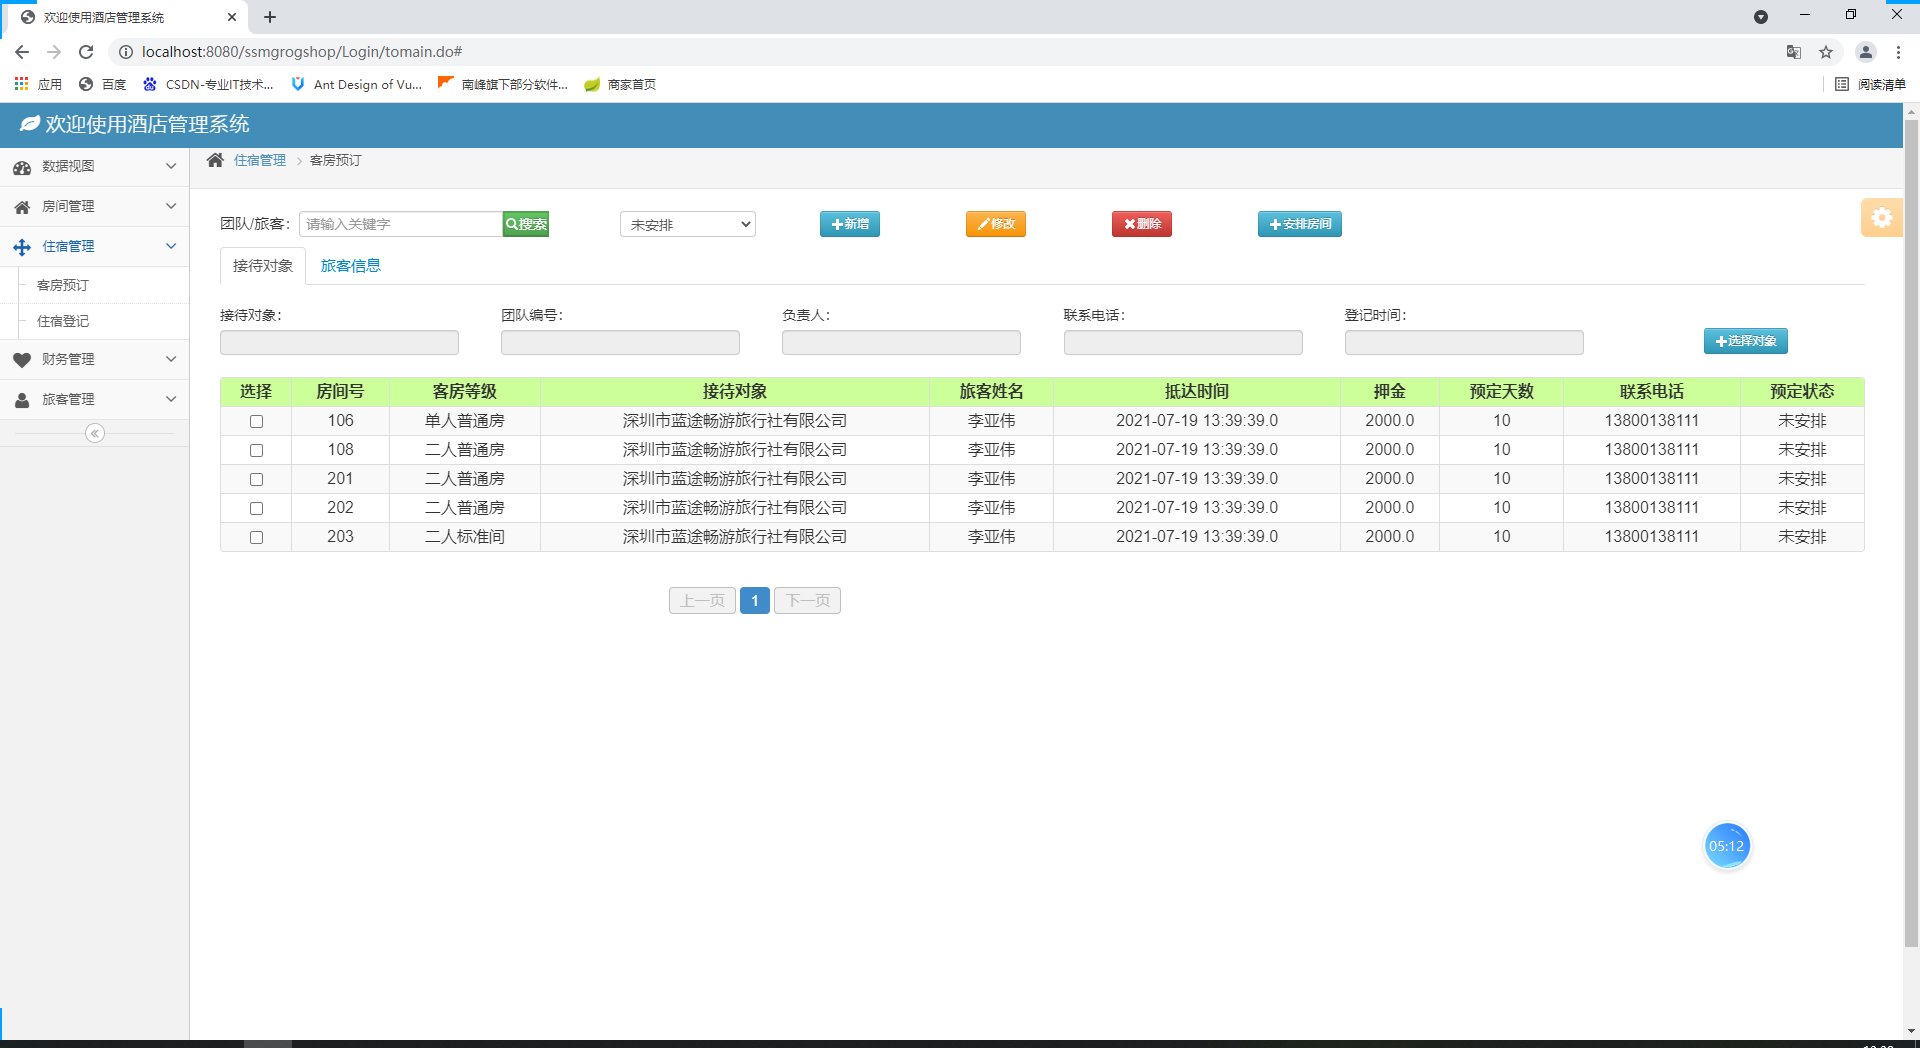 欢迎使用酒店管理系统
localhost:8080/ssmgrogshop/Login/tomain.do#
应用 百度 CSDN-专业IT技术... Ant Design of Vu... 南峰旗下部分软件... 商家首页 阅读清单
欢迎使用酒店管理系统
数据视图
房间管理
住宿管理
客房预订
住宿登记
财务管理
旅客管理
住宿管理 > 客房预订
团队/旅客： 请输入关键字 搜索 未安排 新增 修改 删除 安排房间
接待对象 旅客信息
接待对象： 团队编号： 负责人： 联系电话： 登记时间：
选择对象
选择 房间号 客房等级 接待对象 旅客姓名 抵达时间 押金 预定天数 联系电话 预定状态
106 单人普通房 深圳市蓝途畅游旅行社有限公司 李亚伟 2021-07-19 13:39:39.0 2000.0 10 13800138111 未安排
108 二人普通房 深圳市蓝途畅游旅行社有限公司 李亚伟 2021-07-19 13:39:39.0 2000.0 10 13800138111 未安排
201 二人普通房 深圳市蓝途畅游旅行社有限公司 李亚伟 2021-07-19 13:39:39.0 2000.0 10 13800138111 未安排
202 二人普通房 深圳市蓝途畅游旅行社有限公司 李亚伟 2021-07-19 13:39:39.0 2000.0 10 13800138111 未安排
203 二人标准间 深圳市蓝途畅游旅行社有限公司 李亚伟 2021-07-19 13:39:39.0 2000.0 10 13800138111 未安排
上一页 1 下一页
05:12